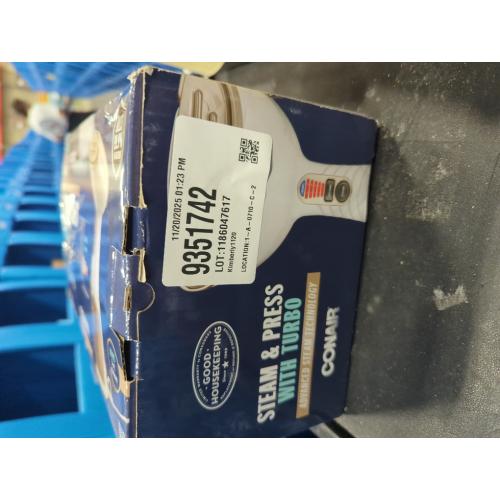 11/20/2025 01:23 PM
9351742
LOT:1186047617
Kimberly1120
LOCATION:1-A-0710-C-2
GOOD
HOUSEKEEPING
STEAM & PRESS
WITH TURBO
ADVANCED STEAM TECHNOLOGY
CONAIR